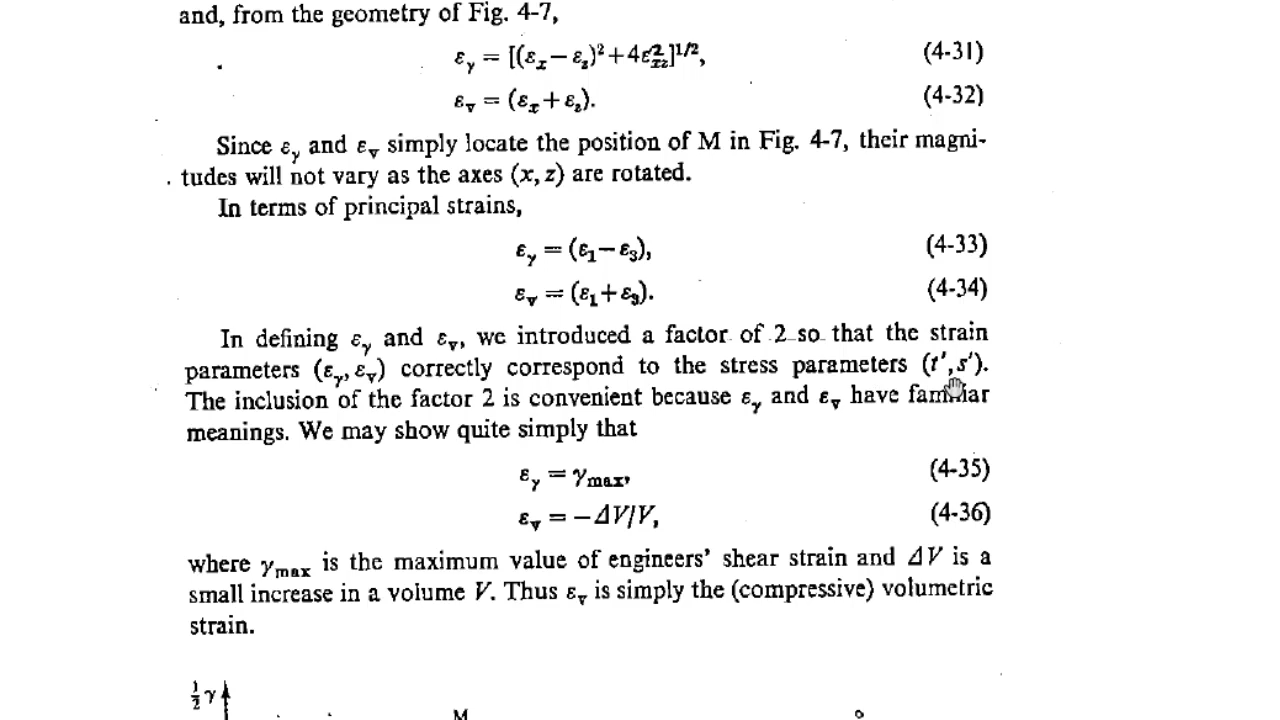 and, from the geometry of Fig. 4-7,
εγ = [(εx − εz)² + 4ε²xz]1/2, (4-31)
εv = (εx + εz). (4-32)
Since εγ and εv simply locate the position of M in Fig. 4-7, their magni-
tudes will not vary as the axes (x, z) are rotated.
In terms of principal strains,
εγ = (ε1 − ε3), (4-33)
εv = (ε1 + ε3). (4-34)
In defining εγ and εv, we introduced a factor of 2 so that the strain
parameters (εγ, εv) correctly correspond to the stress parameters (t′, s′).
The inclusion of the factor 2 is convenient because εγ and εv have familiar
meanings. We may show quite simply that
εγ = γmax, (4-35)
εv = −ΔV/V, (4-36)
where γmax is the maximum value of engineers’ shear strain and ΔV is a
small increase in a volume V. Thus εv is simply the (compressive) volumetric
strain.
½γ
M